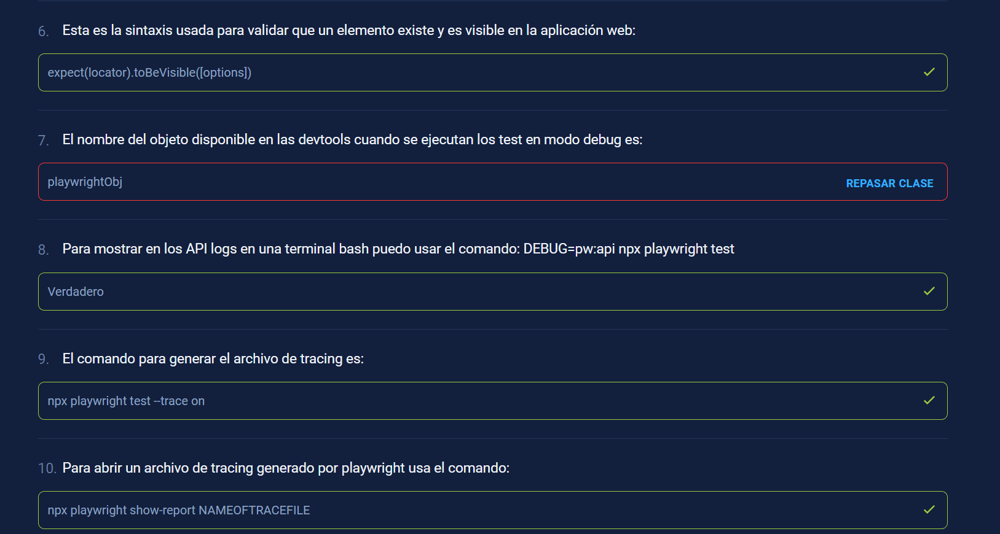 6. Esta es la sintaxis usada para validar que un elemento existe y es visible en la aplicación web:
expect(locator).toBeVisible([options])
7. El nombre del objeto disponible en las devtools cuando se ejecutan los test en modo debug es:
playwrightObj
REPASAR CLASE
8. Para mostrar en los API logs en una terminal bash puedo usar el comando: DEBUG=pw:api npx playwright test
Verdadero
9. El comando para generar el archivo de tracing es:
npx playwright test --trace on
10. Para abrir un archivo de tracing generado por playwright usa el comando:
npx playwright show-report NAMEOFTRACEFILE